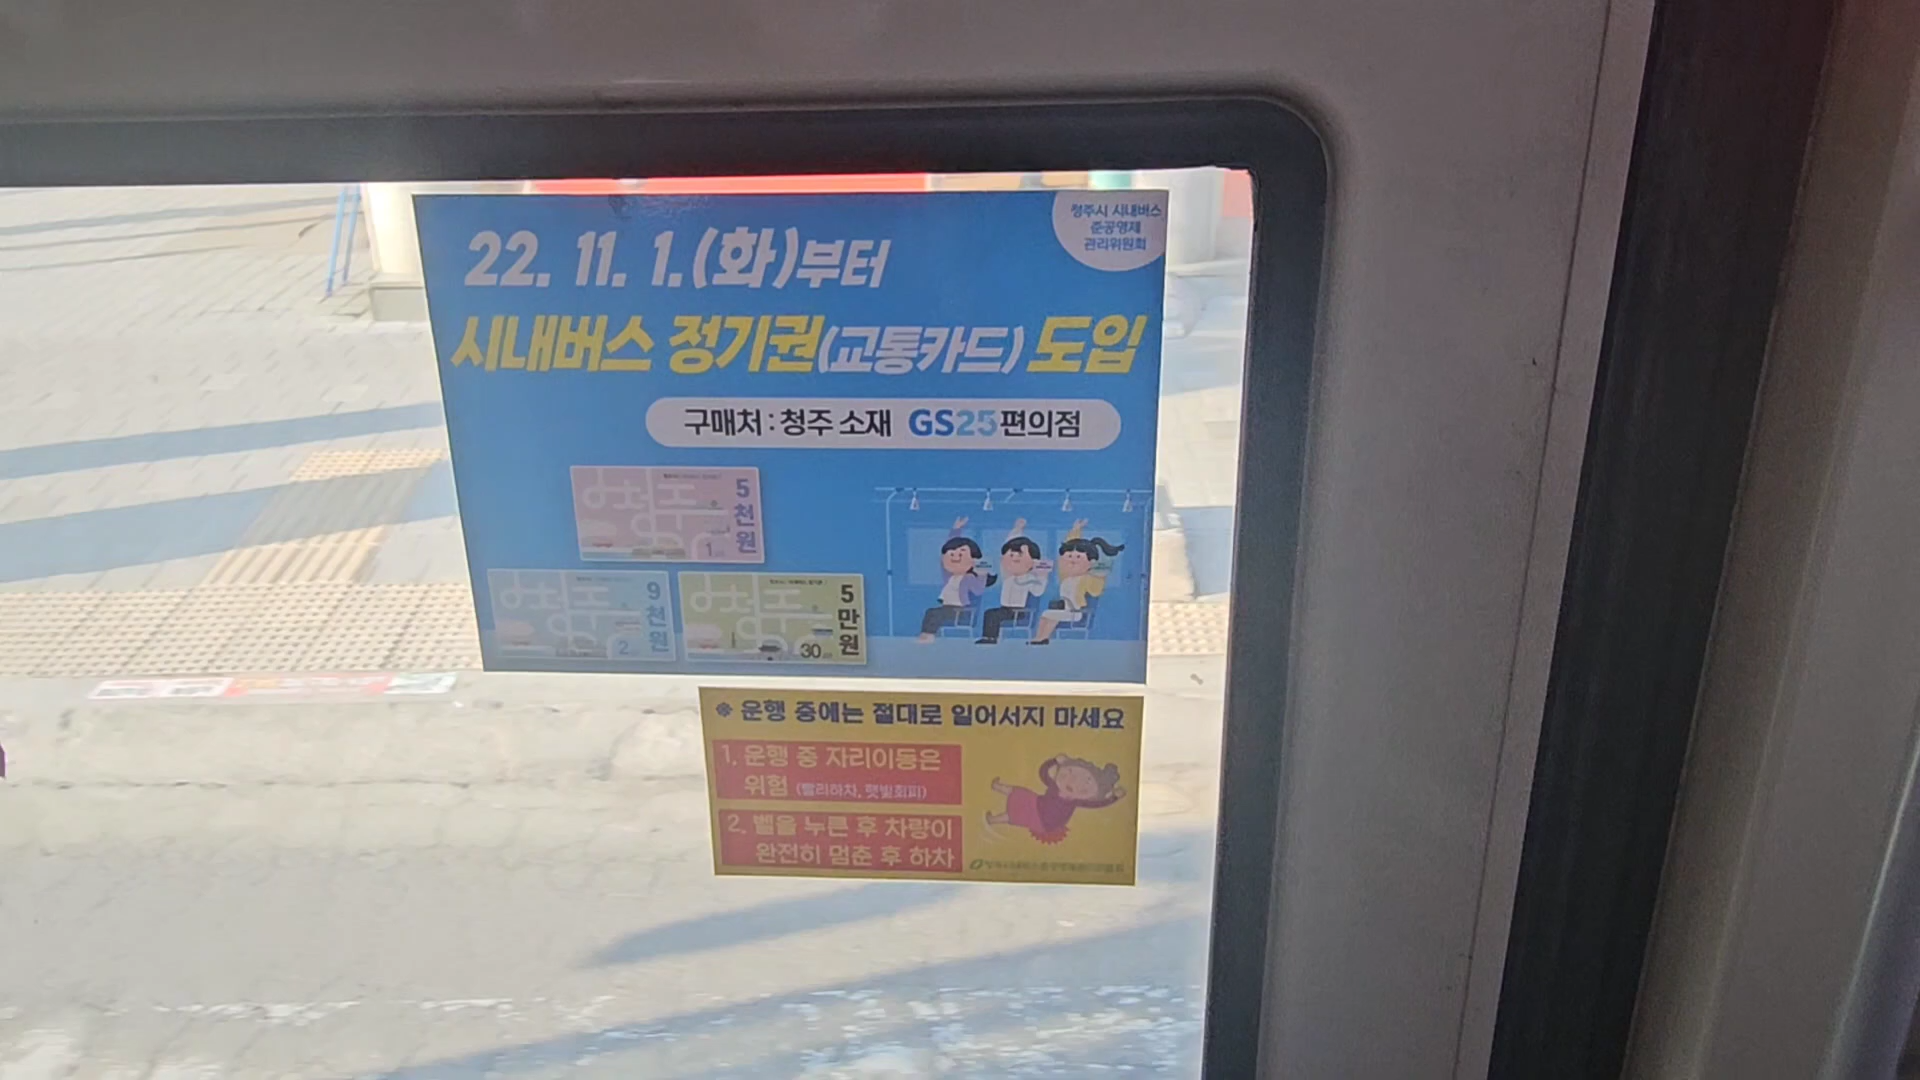 청주시 시내버스
준공영제
관리위원회
22. 11. 1.(화)부터
시내버스 정기권(교통카드) 도입
구매처 : 청주 소재 GS25편의점
5천원
1
9천원
2
5만원
30
※ 운행 중에는 절대로 일어서지 마세요
1. 운행 중 자리이동은
위험 (빨리하차, 햇빛회피)
2. 벨을 누른 후 차량이
완전히 멈춘 후 하차